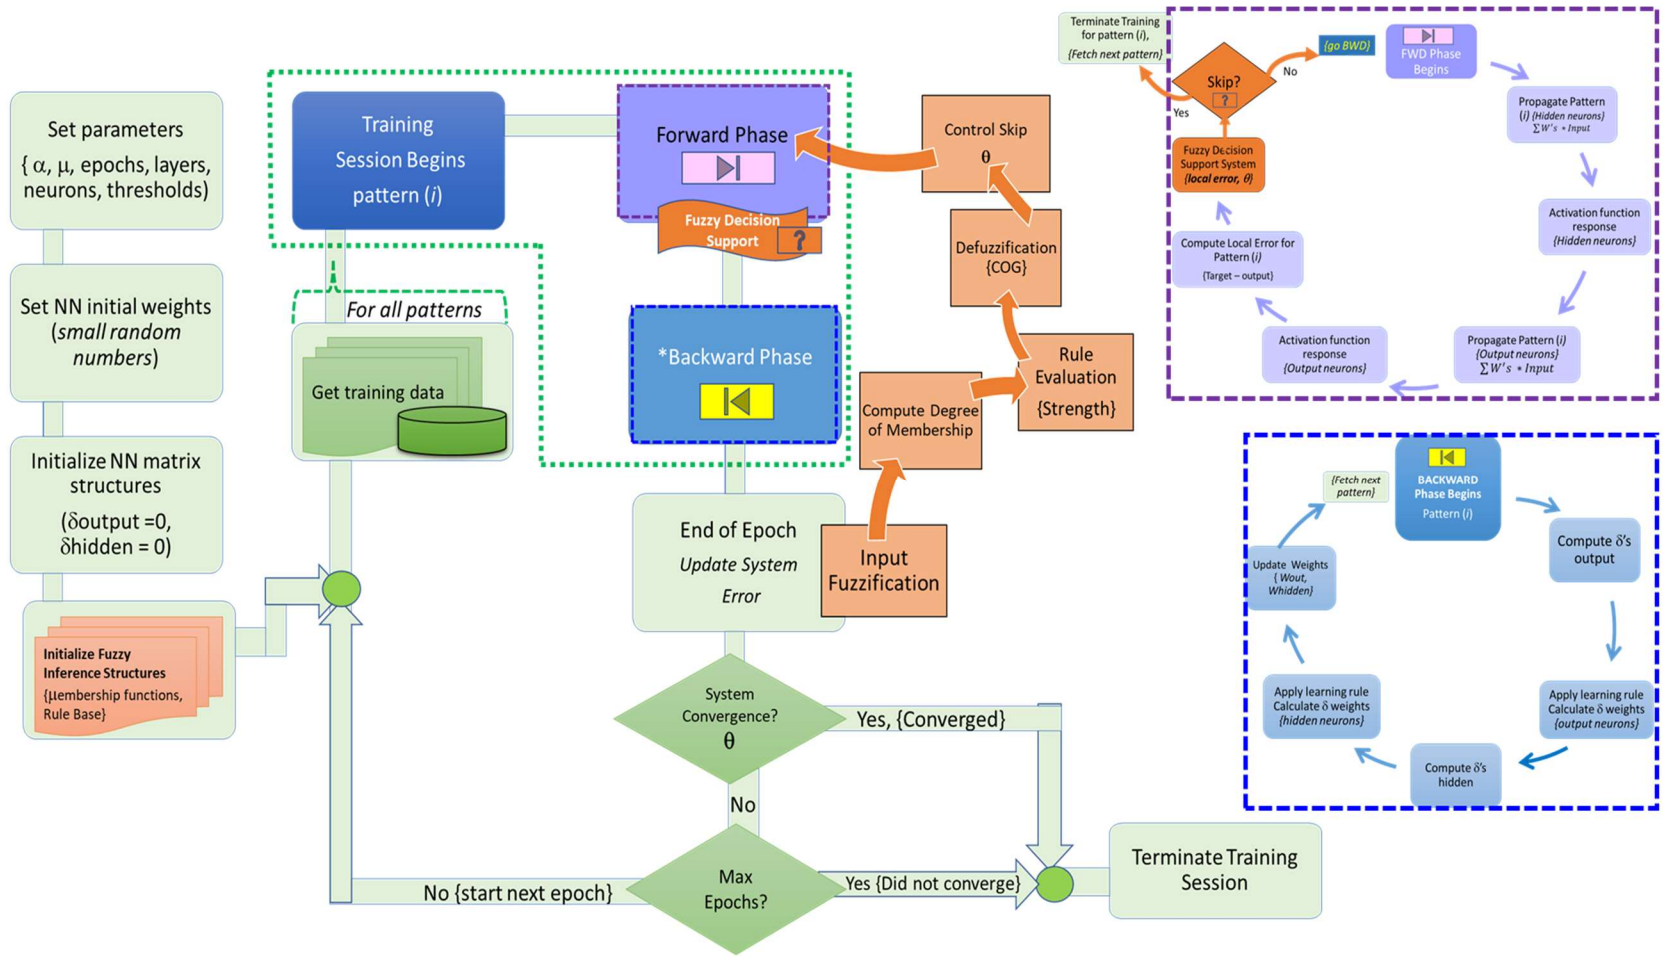 Set parameters
{ α, μ, epochs, layers,
neurons, thresholds)
Set NN initial weights
(small random
numbers)
Initialize NN matrix
structures
(δoutput =0,
δhidden = 0)
Initialize Fuzzy
Inference Structures
{μembership functions,
Rule Base}
Training
Session Begins
pattern (i)
For all patterns
Get training data
Forward Phase
Fuzzy Decision
Support
?
*Backward Phase
End of Epoch
Update System
Error
System
Convergence?
θ
Yes, {Converged}
No
Max
Epochs?
No {start next epoch}
Yes {Did not converge}
Terminate Training
Session
Input
Fuzzification
Compute Degree
of Membership
Rule
Evaluation
{Strength}
Defuzzification
{COG}
Control Skip
θ
Terminate Training
for pattern (i),
{Fetch next pattern}
Skip?
?
Yes
No
{go BWD}
FWD Phase
Begins
Propagate Pattern
(i) {Hidden neurons}
∑W's * Input
Activation function
response
{Hidden neurons}
Propagate Pattern (i)
{Output neurons}
∑W's * Input
Activation function
response
{Output neurons}
Compute Local Error for
Pattern (i)
{Target – output}
Fuzzy Decision
Support System
{local error, θ}
BACKWARD
Phase Begins
Pattern (i)
Compute δ's
output
Apply learning rule
Calculate δ weights
{output neurons}
Compute δ's
hidden
Apply learning rule
Calculate δ weights
{hidden neurons}
Update Weights
{ Wout,
Whidden}
{Fetch next
pattern}